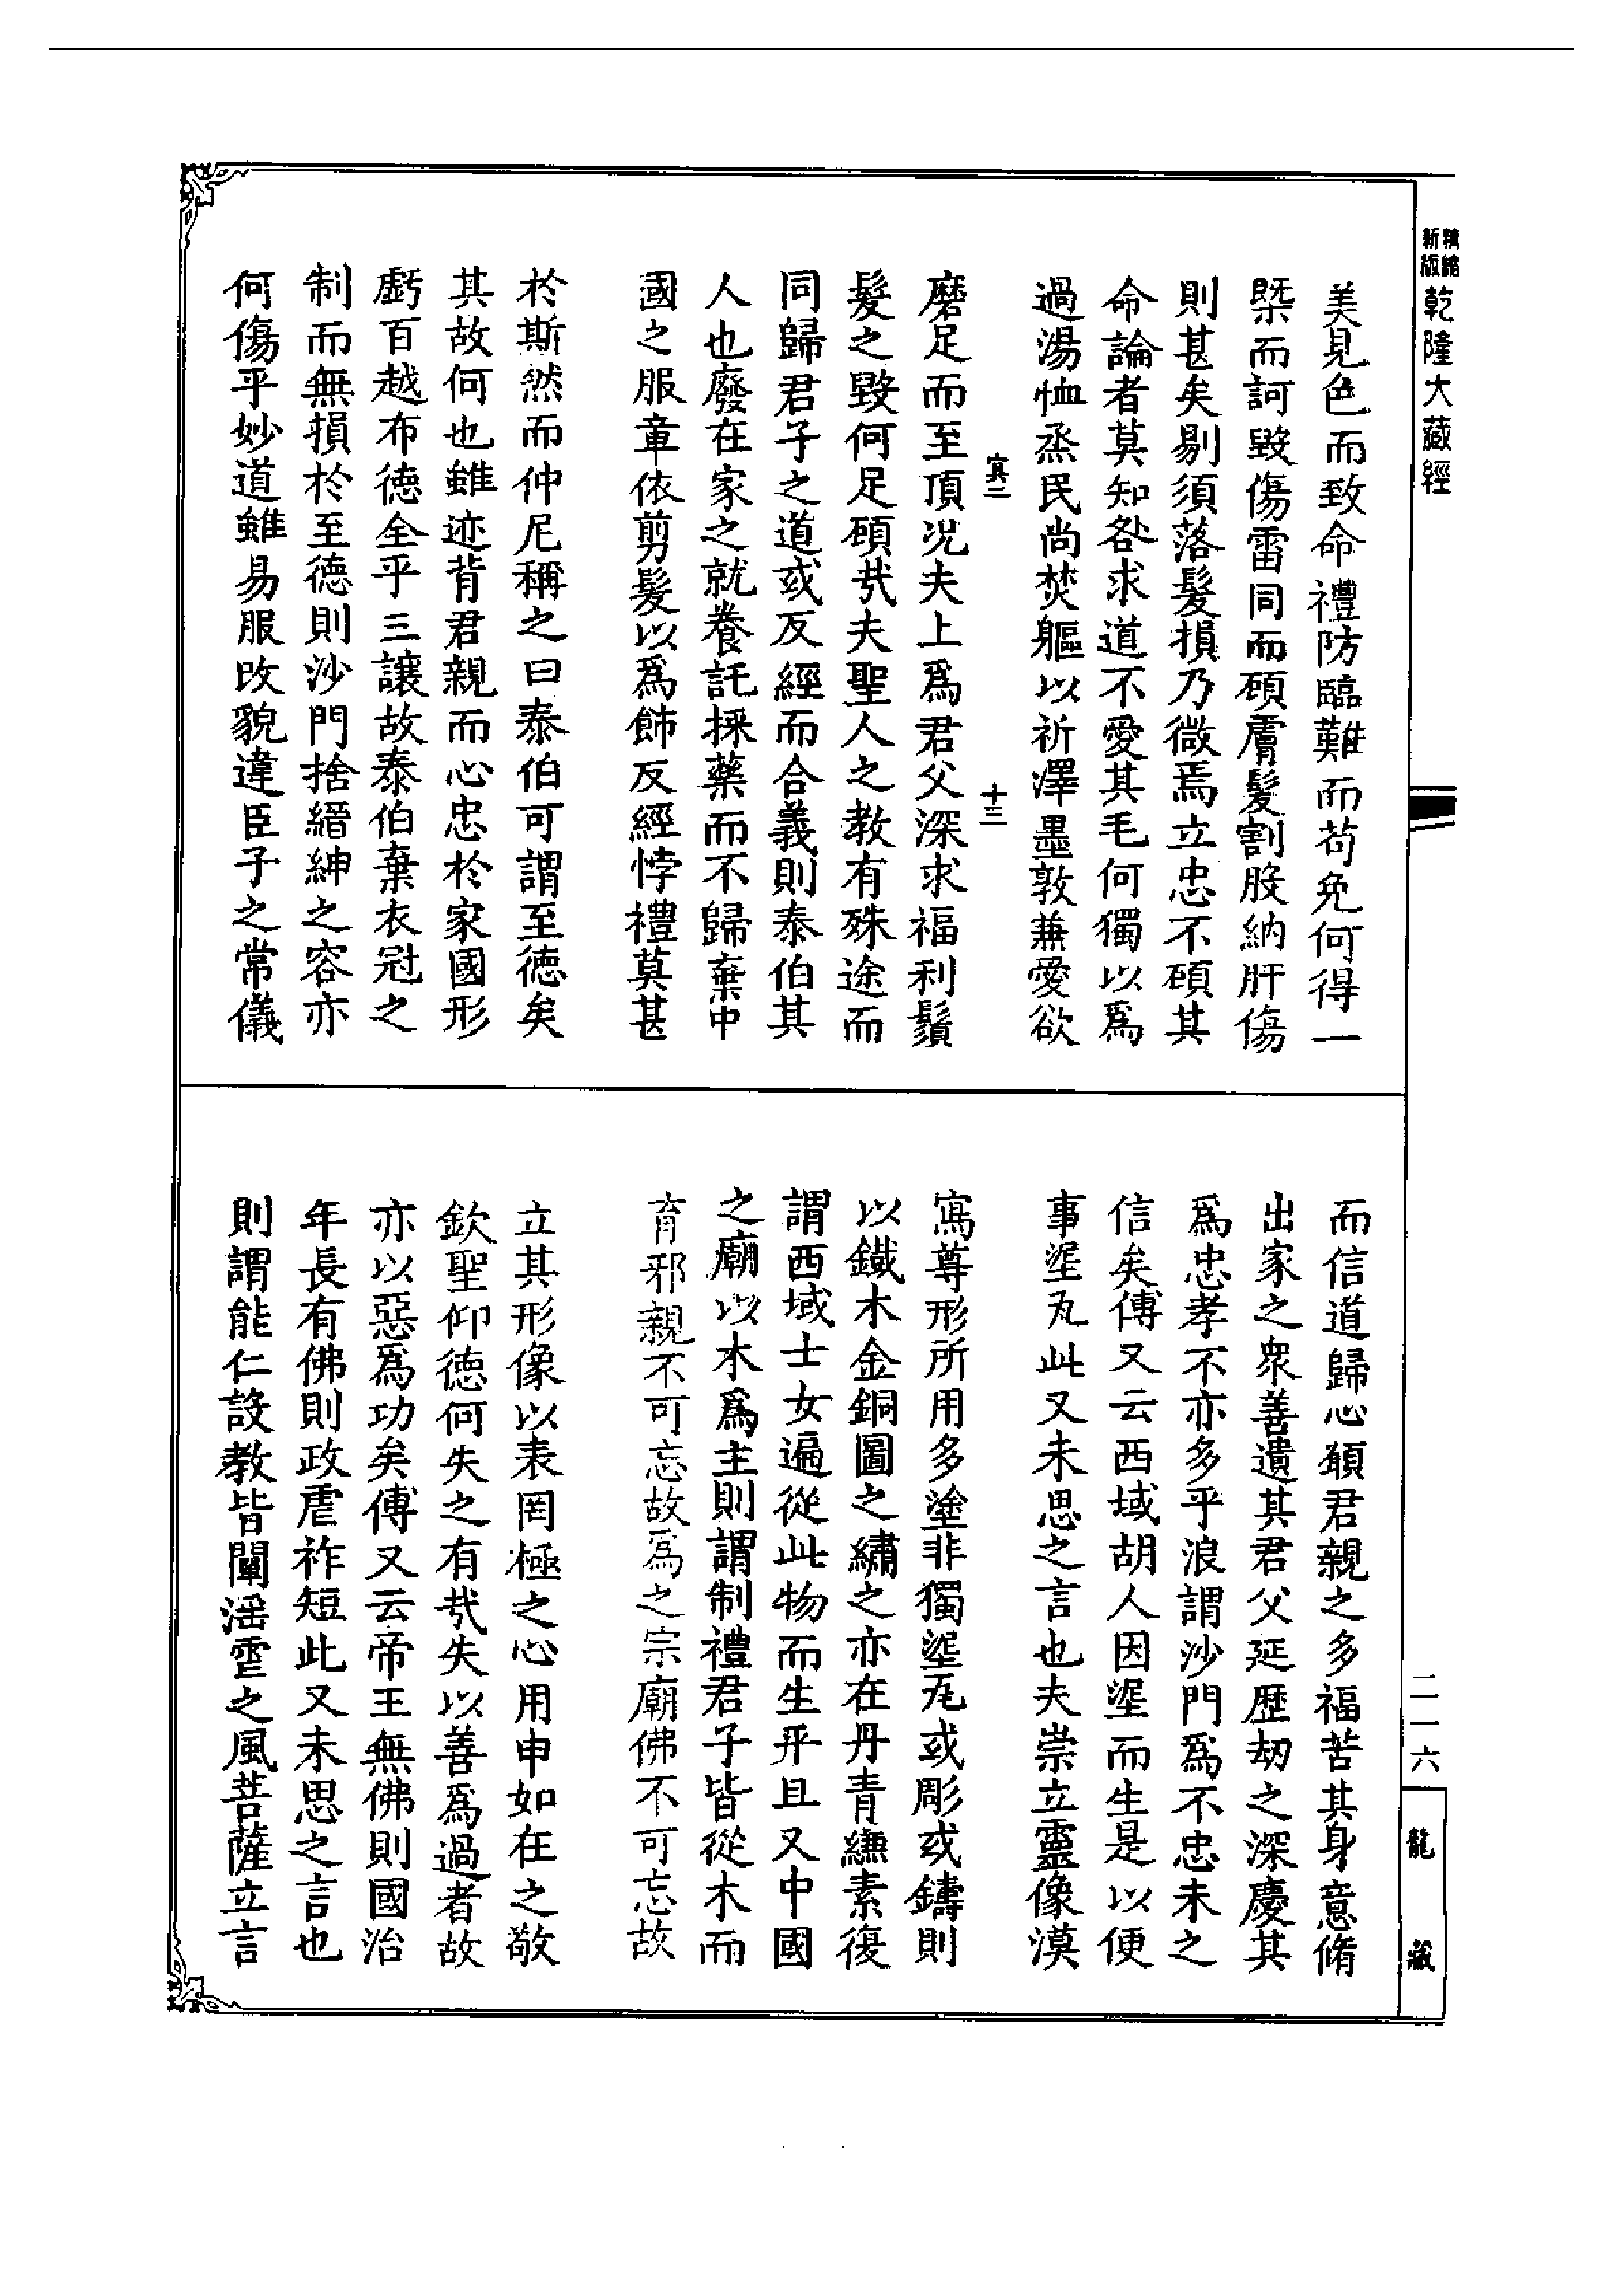 新版精縮乾隆大藏經
美見色而致命禮防臨難而苟免何得一
槩而訶毀傷雷同而碩膚髮割股納肝傷
則甚矣剔須落髮損乃微焉立忠不碩其
命論者莫知咎求道不愛其毛何獨以爲
過湯恤烝民尚焚軀以祈澤墨敦兼愛欲
㝠二 十三
磨足而至頂况夫上爲君父深求福利鬚
髮之毀何足碩㢤夫聖人之教有殊途而
同歸君子之道或反經而合義則泰伯其
人也廢在家之就養託採藥而不歸棄中
國之服章依剪髮以爲飾反經悖禮莫甚
於斯然而仲尼稱之曰泰伯可謂至德矣
其故何也雖迹背君親而心忠於家國形
虧百越布德全乎三讓故泰伯棄衣冠之
制而無損於至德則沙門捨縉紳之容亦
何傷乎妙道雖易服改貌違臣子之常儀
而信道歸心願君親之多福苦其身意脩
出家之衆善遺其君父延歷劫之深慶其
爲忠孝不亦多乎浪謂沙門爲不忠未之
信矣傅又云西域胡人因埿而生是以便
事埿瓦此又未思之言也夫崇立靈像漠
寫尊形所用多塗非獨埿瓦或彫或鑄則
以鐵木金銅圖之繡之亦在丹青縑素復
謂西域士女遍從此物而生乎且又中國
之廟以木爲主則謂制禮君子皆從木而
育邪親不可忘故爲之宗廟佛不可忘故
立其形像以表罔極之心用申如在之敬
欽聖仰德何失之有㢤失以善爲過者故
亦以惡爲功矣傅又云帝王無佛則國治
年長有佛則政虐祚短此又未思之言也
則謂能仁設教皆闡滛虐之風菩薩立言
二一六
龍藏